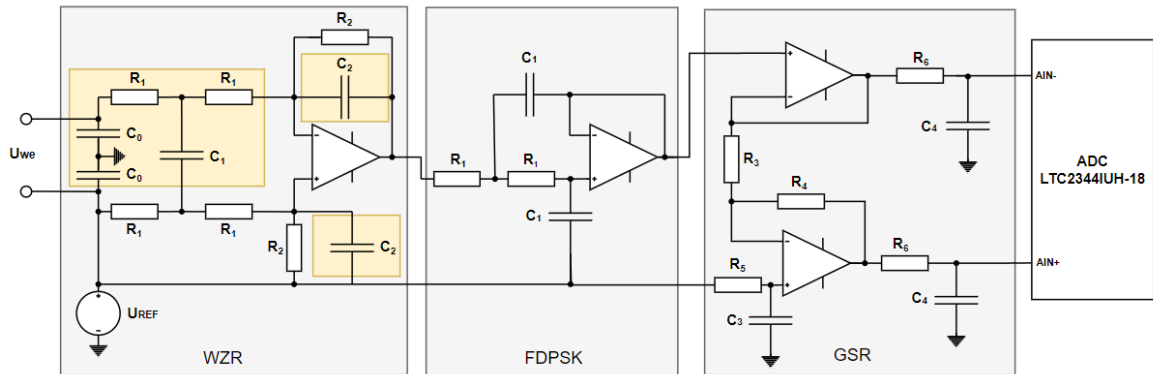 R2
C2
R1
R1
C0
C0
C1
Uwe
R1
R1
R2
C2
UREF
WZR
C1
R1
R1
C1
FDPSK
R6
C4
R3
R4
R6
C4
R5
C3
GSR
AIN-
ADC
LTC2344IUH-18
AIN+